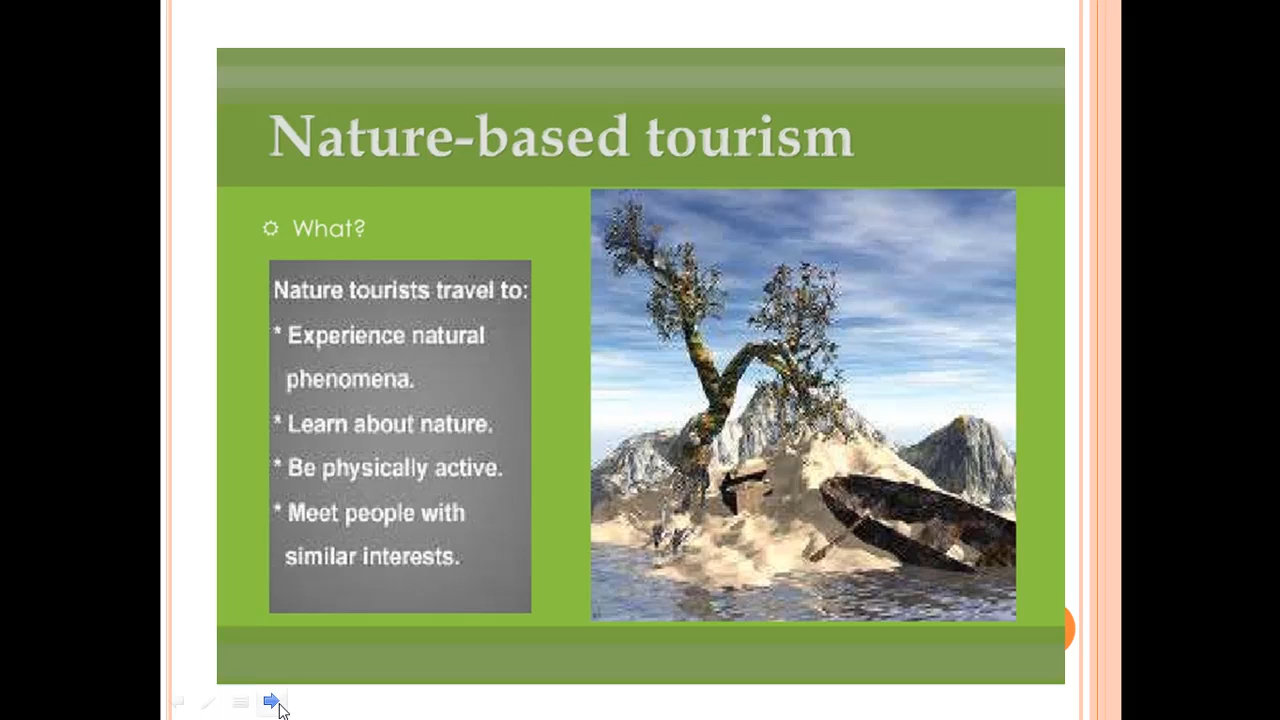 Nature-based tourism
What?
Nature tourists travel to:
* Experience natural
phenomena.
* Learn about nature.
* Be physically active.
* Meet people with
similar interests.